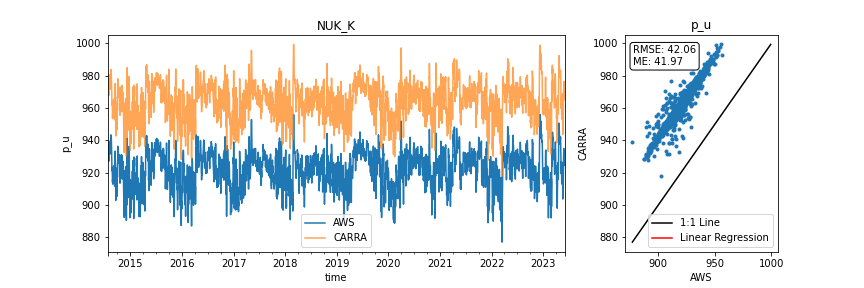 NUK_K
p_u
1000
980
960
940
920
900
880
2015
2016
2017
2018
2019
2020
2021
2022
2023
time
AWS
CARRA
p_u
CARRA
1000
980
960
940
920
900
880
RMSE: 42.06
ME: 41.97
1:1 Line
Linear Regression
900
950
1000
AWS